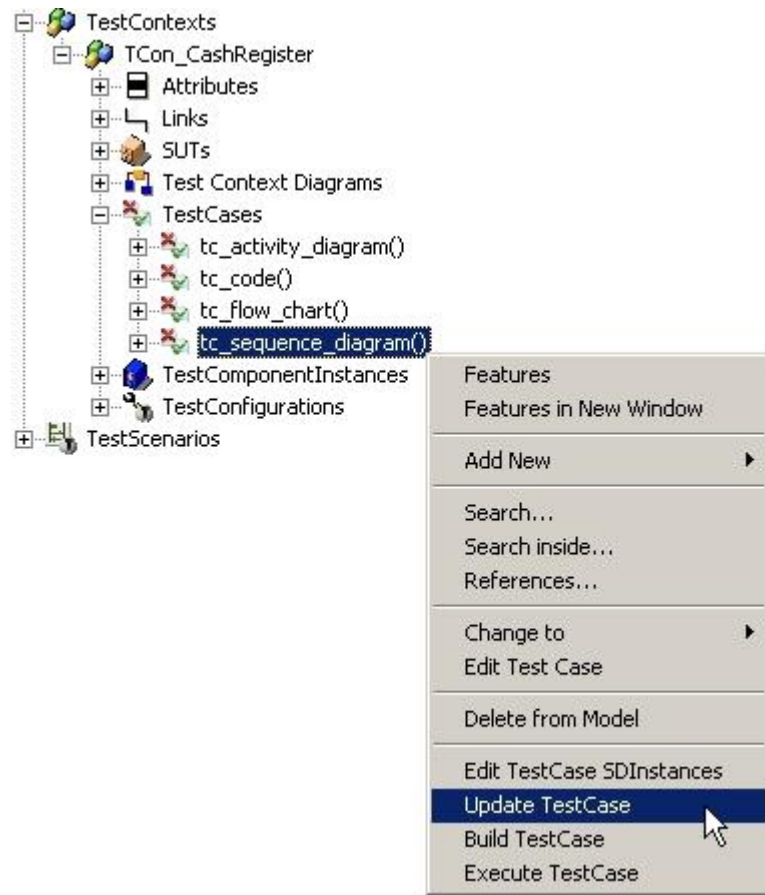 TestContexts
TCon_CashRegister
Attributes
Links
SUTs
Test Context Diagrams
TestCases
tc_activity_diagram()
tc_code()
tc_flow_chart()
tc_sequence_diagram()
TestComponentInstances
TestConfigurations
TestScenarios
Features
Features in New Window
Add New
Search...
Search inside...
References...
Change to
Edit Test Case
Delete from Model
Edit TestCase SDInstances
Update TestCase
Build TestCase
Execute TestCase